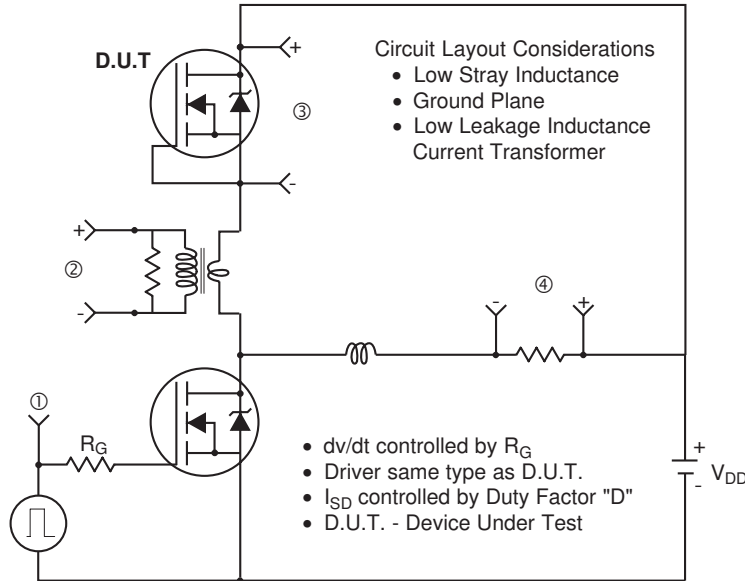 D.U.T
+
③
-
Circuit Layout Considerations
• Low Stray Inductance
• Ground Plane
• Low Leakage Inductance
Current Transformer
+
②
-
④
-
+
①
RG
• dv/dt controlled by RG
• Driver same type as D.U.T.
• ISD controlled by Duty Factor "D"
• D.U.T. - Device Under Test
+
VDD
-